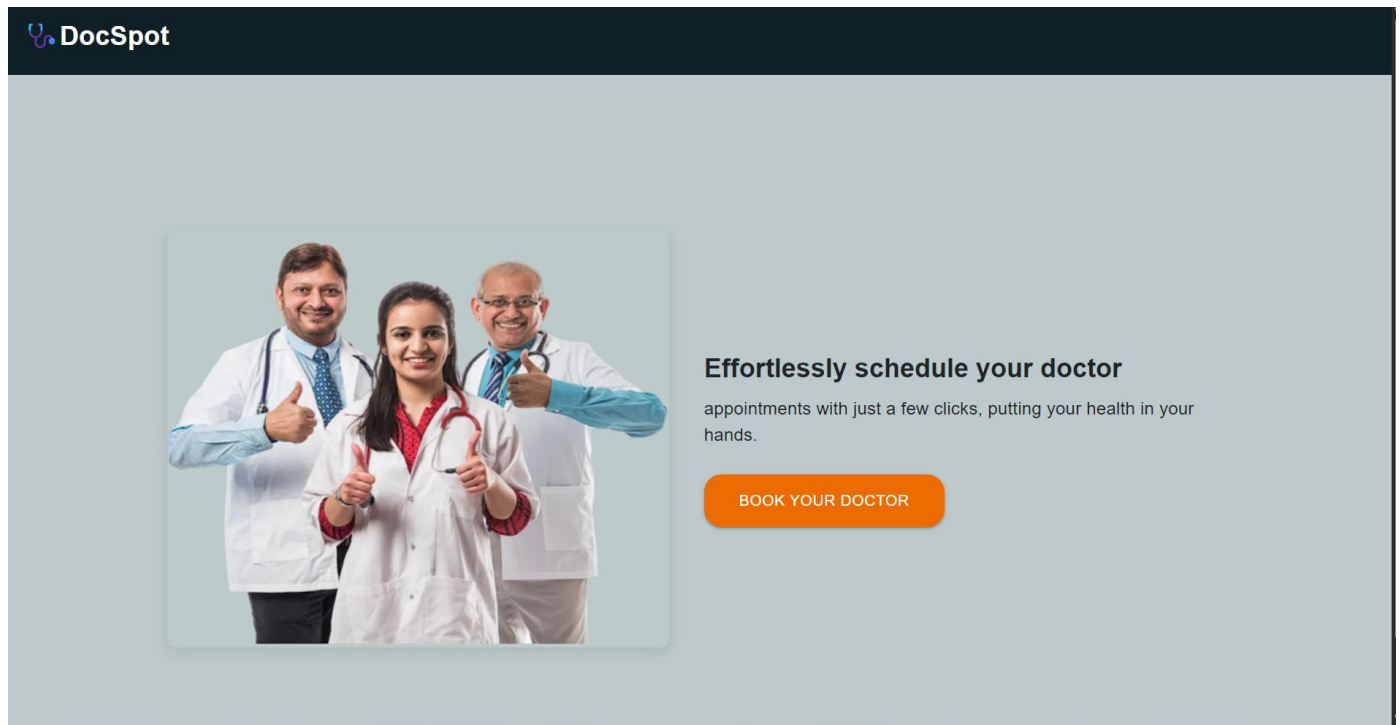 DocSpot
Effortlessly schedule your doctor
appointments with just a few clicks, putting your health in your
hands.
BOOK YOUR DOCTOR